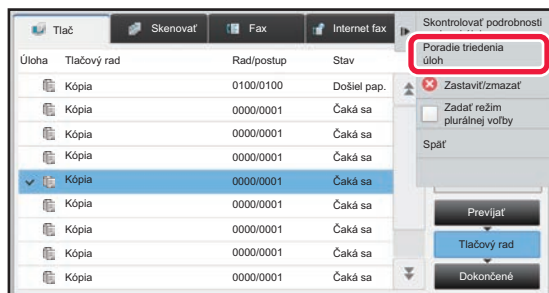 Tlač
Skenovať
Fax
Internet fax
Skontrolovať podrobnosti
Poradie triedenia
úloh
Úloha Tlačový rad Rad/postup Stav
Kópia 0100/0100 Došiel pap.
Zastaviť/zmazať
Kópia 0000/0001 Čaká sa
Zadať režim
plurálnej voľby
Kópia 0000/0001 Čaká sa
Kópia 0000/0001 Čaká sa
Späť
Kópia 0000/0001 Čaká sa
Kópia 0000/0001 Čaká sa
Prevíjať
Kópia 0000/0001 Čaká sa
Tlačový rad
Kópia 0000/0001 Čaká sa
Kópia 0000/0001 Čaká sa
Dokončené